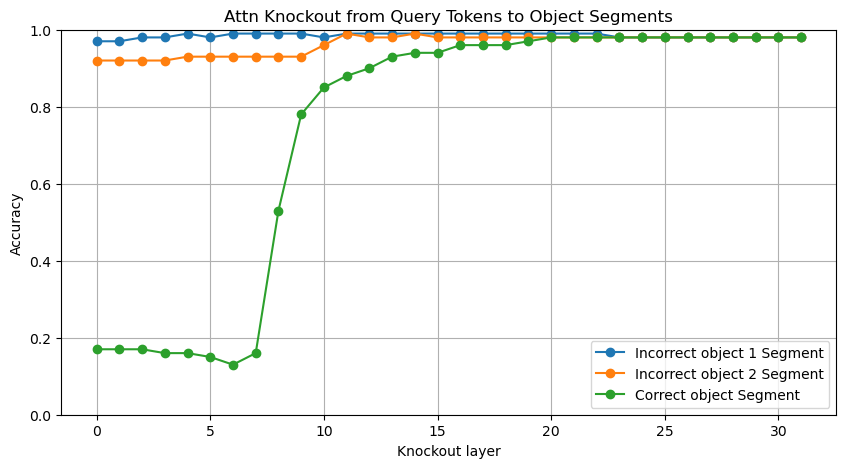 Attn Knockout from Query Tokens to Object Segments
1.0
0.8
0.6
0.4
0.2
0.0
Accuracy
Incorrect object 1 Segment
Incorrect object 2 Segment
Correct object Segment
0 5 10 15 20 25 30
Knockout layer